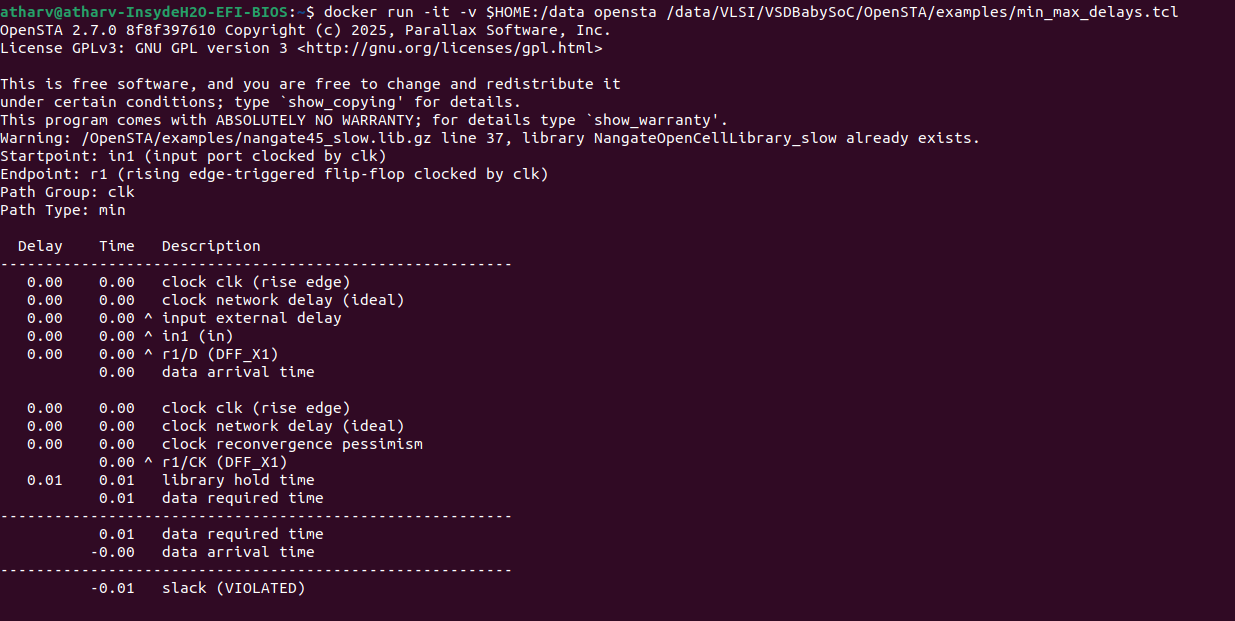 atharv@atharv-InsydeH2O-EFI-BIOS:~$ docker run -it -v $HOME:/data opensta /data/VLSI/VSDBabySoC/OpenSTA/examples/min_max_delays.tcl
OpenSTA 2.7.0 8f8f397610 Copyright (c) 2025, Parallax Software, Inc.
License GPLv3: GNU GPL version 3 <http://gnu.org/licenses/gpl.html>

This is free software, and you are free to change and redistribute it
under certain conditions; type `show_copying' for details.
This program comes with ABSOLUTELY NO WARRANTY; for details type `show_warranty'.
Warning: /OpenSTA/examples/nangate45_slow.lib.gz line 37, library NangateOpenCellLibrary_slow already exists.
Startpoint: in1 (input port clocked by clk)
Endpoint: r1 (rising edge-triggered flip-flop clocked by clk)
Path Group: clk
Path Type: min

  Delay    Time   Description
---------------------------------------------------------
   0.00    0.00   clock clk (rise edge)
   0.00    0.00   clock network delay (ideal)
   0.00    0.00 ^ input external delay
   0.00    0.00 ^ in1 (in)
   0.00    0.00 ^ r1/D (DFF_X1)
           0.00   data arrival time

   0.00    0.00   clock clk (rise edge)
   0.00    0.00   clock network delay (ideal)
   0.00    0.00   clock reconvergence pessimism
           0.00 ^ r1/CK (DFF_X1)
   0.01    0.01   library hold time
           0.01   data required time
---------------------------------------------------------
           0.01   data required time
          -0.00   data arrival time
---------------------------------------------------------
          -0.01   slack (VIOLATED)